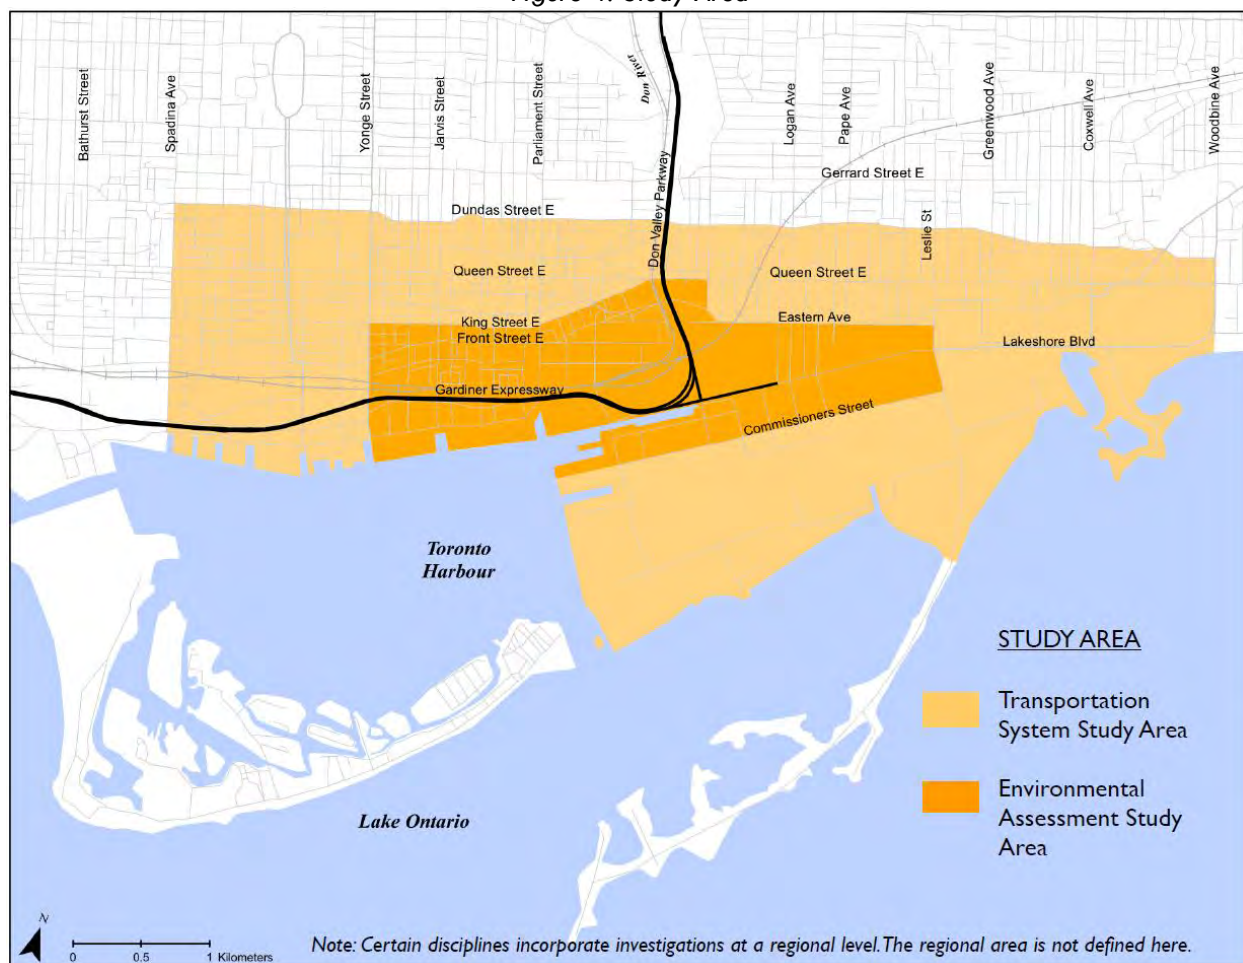 Figure 1: Study Area
Bathurst Street
Spadina Ave
Yonge Street
Jarvis Street
Parliament Street
Don River
Don Valley Parkway
Logan Ave
Pape Ave
Greenwood Ave
Coxwell Ave
Woodbine Ave
Gerrard Street E
Dundas Street E
Leslie St
Queen Street E
Queen Street E
King Street E
Front Street E
Eastern Ave
Lakeshore Blvd
Gardiner Expressway
Commissioners Street
Toronto
Harbour
Lake Ontario
STUDY AREA
Transportation
System Study Area
Environmental
Assessment Study
Area
N
0 0.5 1 Kilometers
Note: Certain disciplines incorporate investigations at a regional level. The regional area is not defined here.